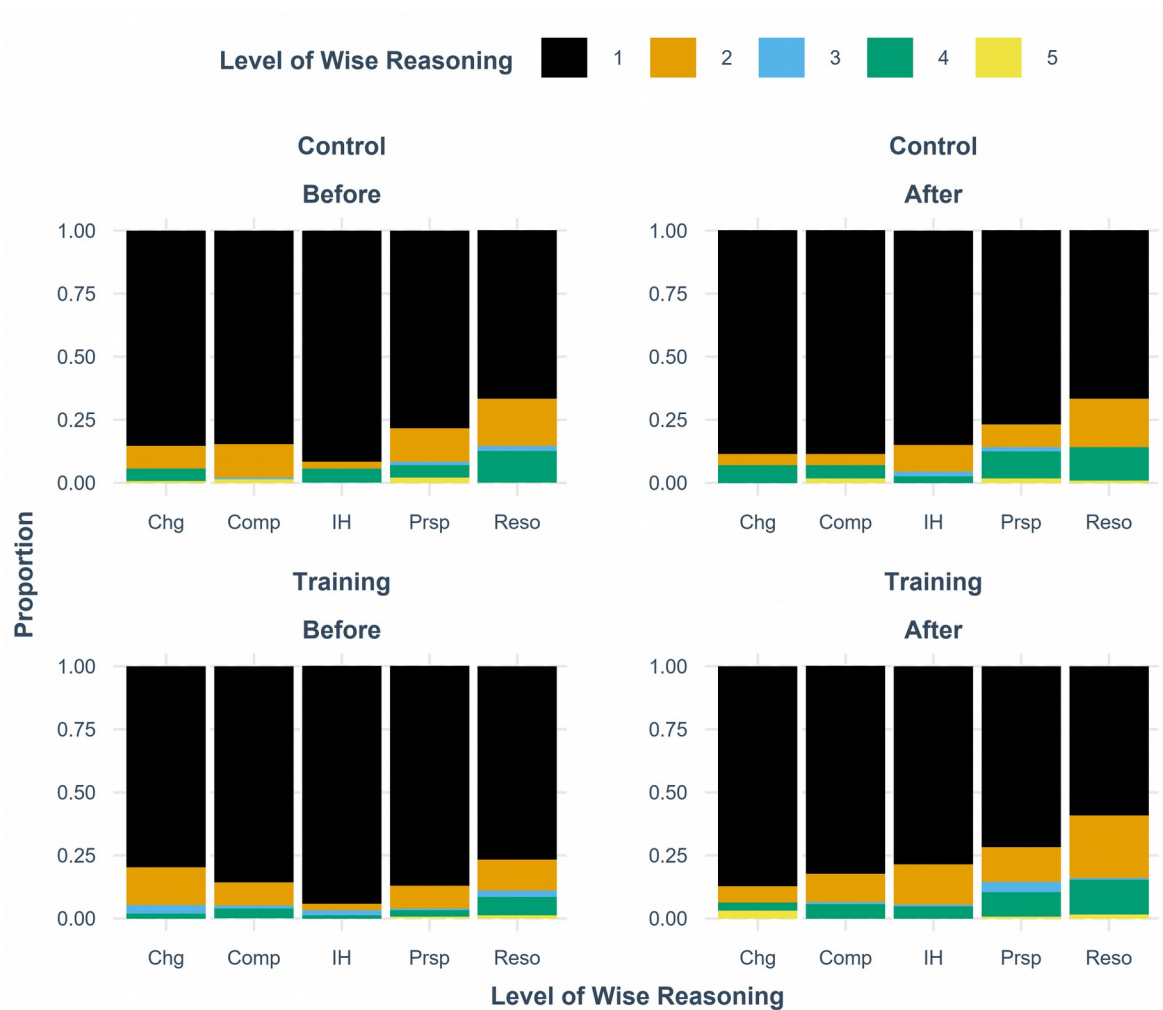 Level of Wise Reasoning 1 2 3 4 5
Control Control
Before After
1.00 1.00
0.75 0.75
0.50 0.50
0.25 0.25
0.00 0.00
Chg Comp IH Prsp Reso Chg Comp IH Prsp Reso
Proportion
Training Training
Before After
1.00 1.00
0.75 0.75
0.50 0.50
0.25 0.25
0.00 0.00
Chg Comp IH Prsp Reso Chg Comp IH Prsp Reso
Level of Wise Reasoning